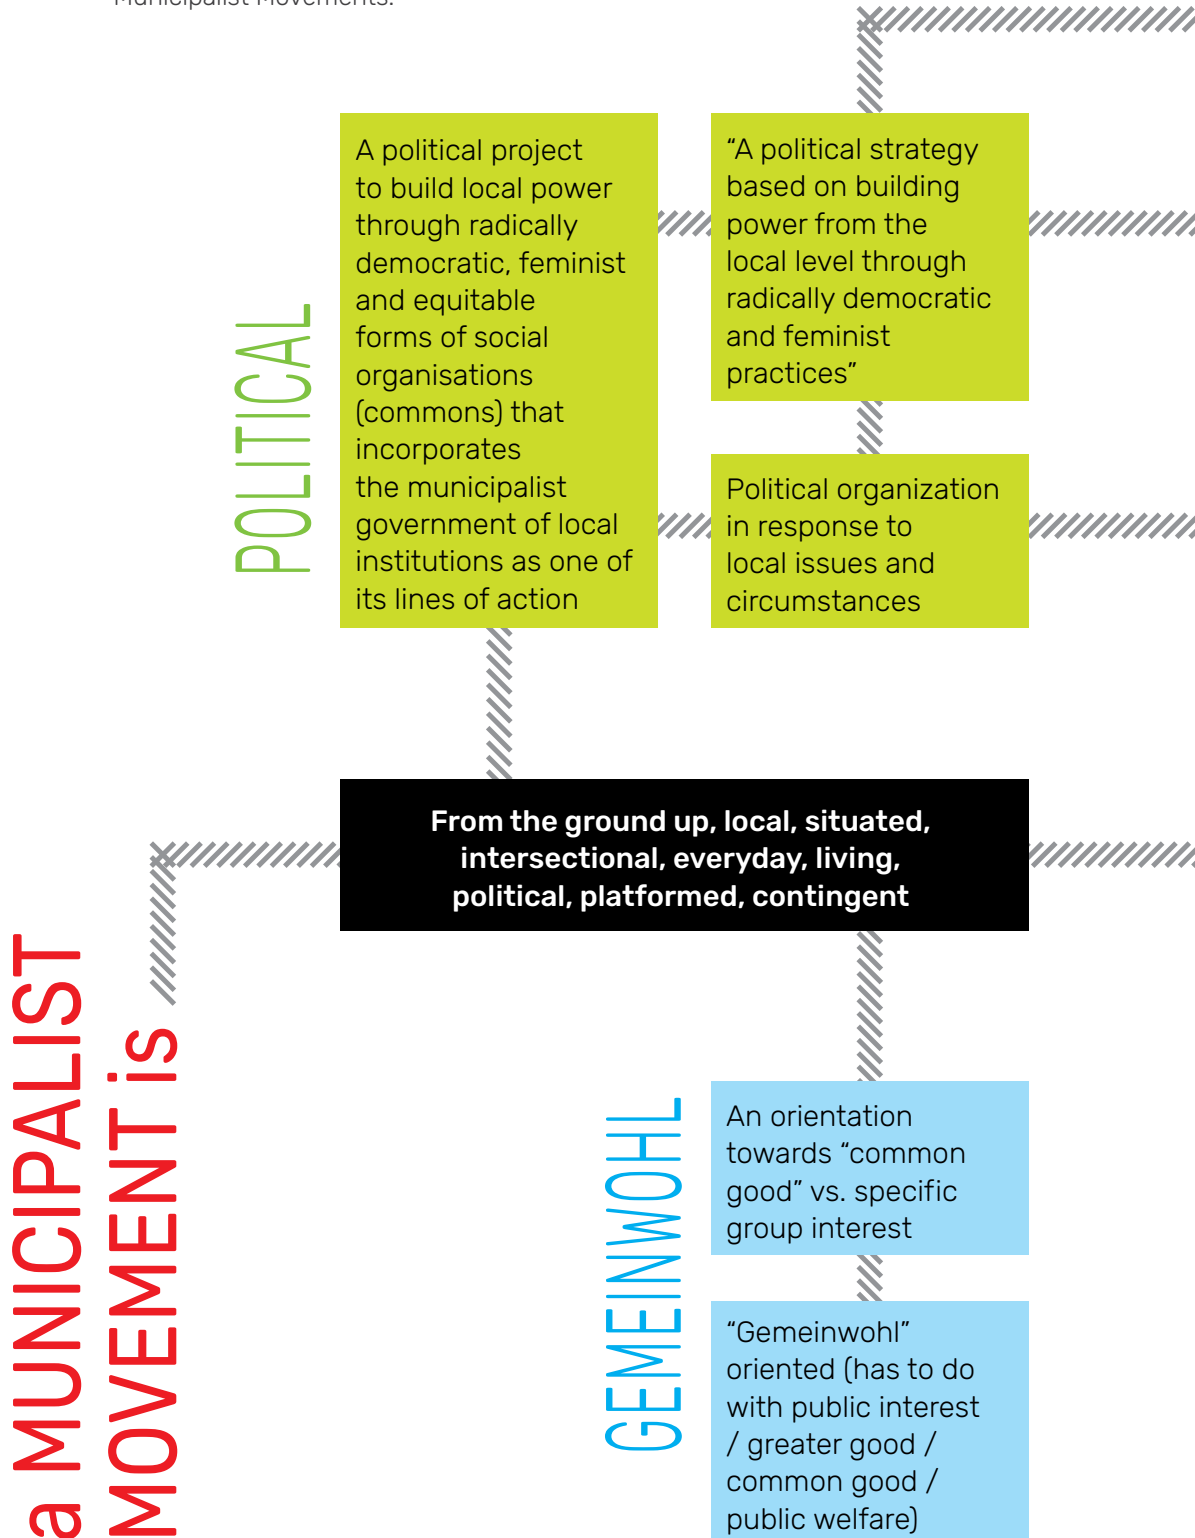 Municipalist Movements.
POLITICAL
A political project
to build local power
through radically
democratic, feminist
and equitable
forms of social
organisations
(commons) that
incorporates
the municipalist
government of local
institutions as one of
its lines of action
“A political strategy
based on building
power from the
local level through
radically democratic
and feminist
practices”
Political organization
in response to
local issues and
circumstances
a MUNICIPALIST
MOVEMENT is
From the ground up, local, situated,
intersectional, everyday, living,
political, platformed, contingent
GEMEINWOHL
An orientation
towards “common
good” vs. specific
group interest
“Gemeinwohl”
oriented (has to do
with public interest
/ greater good /
common good /
public welfare)